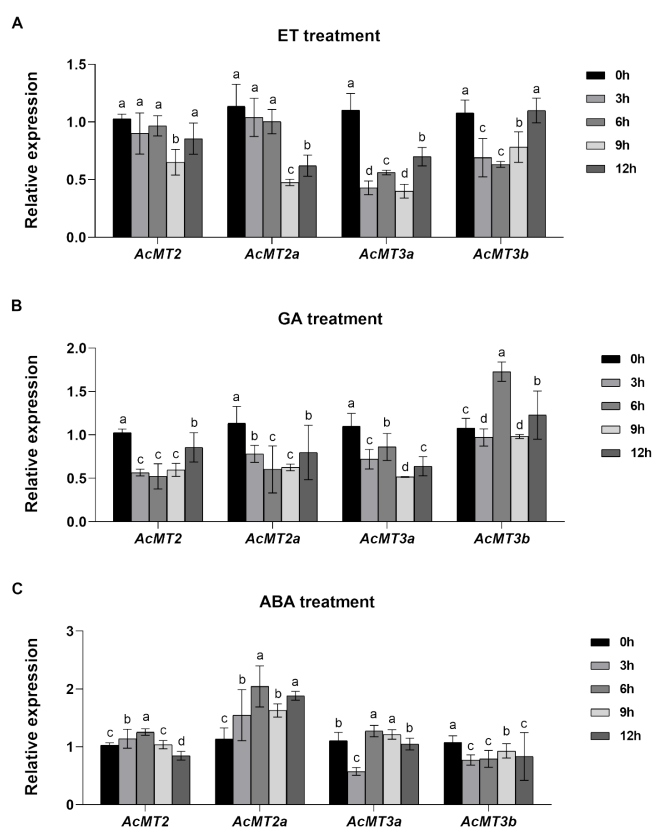 A
ET treatment
Relative expression
1.5
1.0
0.5
0.0
a a a b a
a a a c c
a d c d b
a c c b a
AcMT2 AcMT2a AcMT3a AcMT3b
0h
3h
6h
9h
12h
B
GA treatment
Relative expression
2.0
1.5
1.0
0.5
0.0
a c c c b
a b c c b
a c b d c
c d a d b
AcMT2 AcMT2a AcMT3a AcMT3b
0h
3h
6h
9h
12h
C
ABA treatment
Relative expression
3
2
1
0
c b a c d
c b a b a
b c a a b
a c c b c
AcMT2 AcMT2a AcMT3a AcMT3b
0h
3h
6h
9h
12h